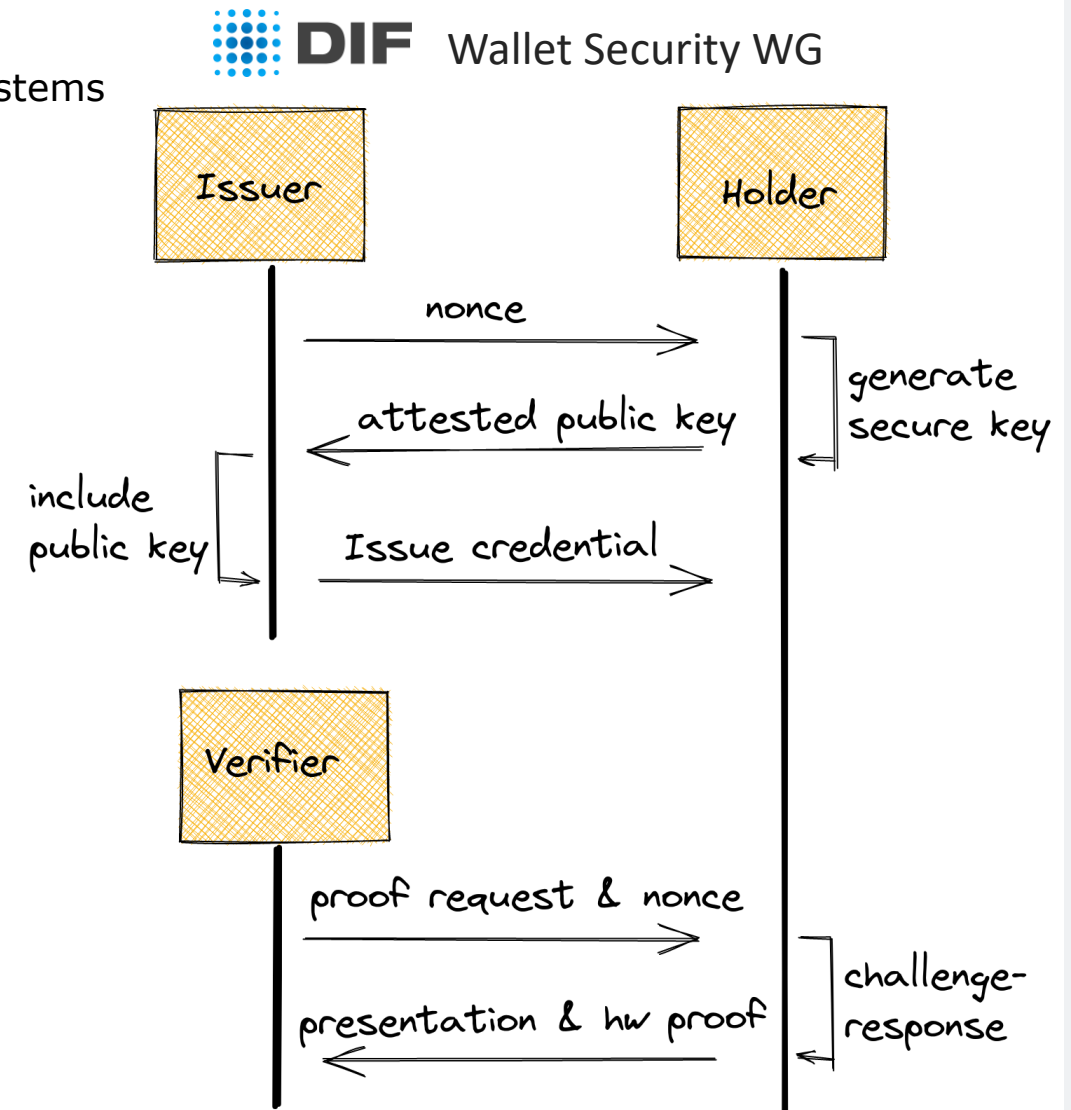 DIF Wallet Security WG
stems
Issuer
Holder
nonce
generate
secure key
attested public key
include
public key
Issue credential
Verifier
proof request & nonce
challenge-
response
presentation & hw proof